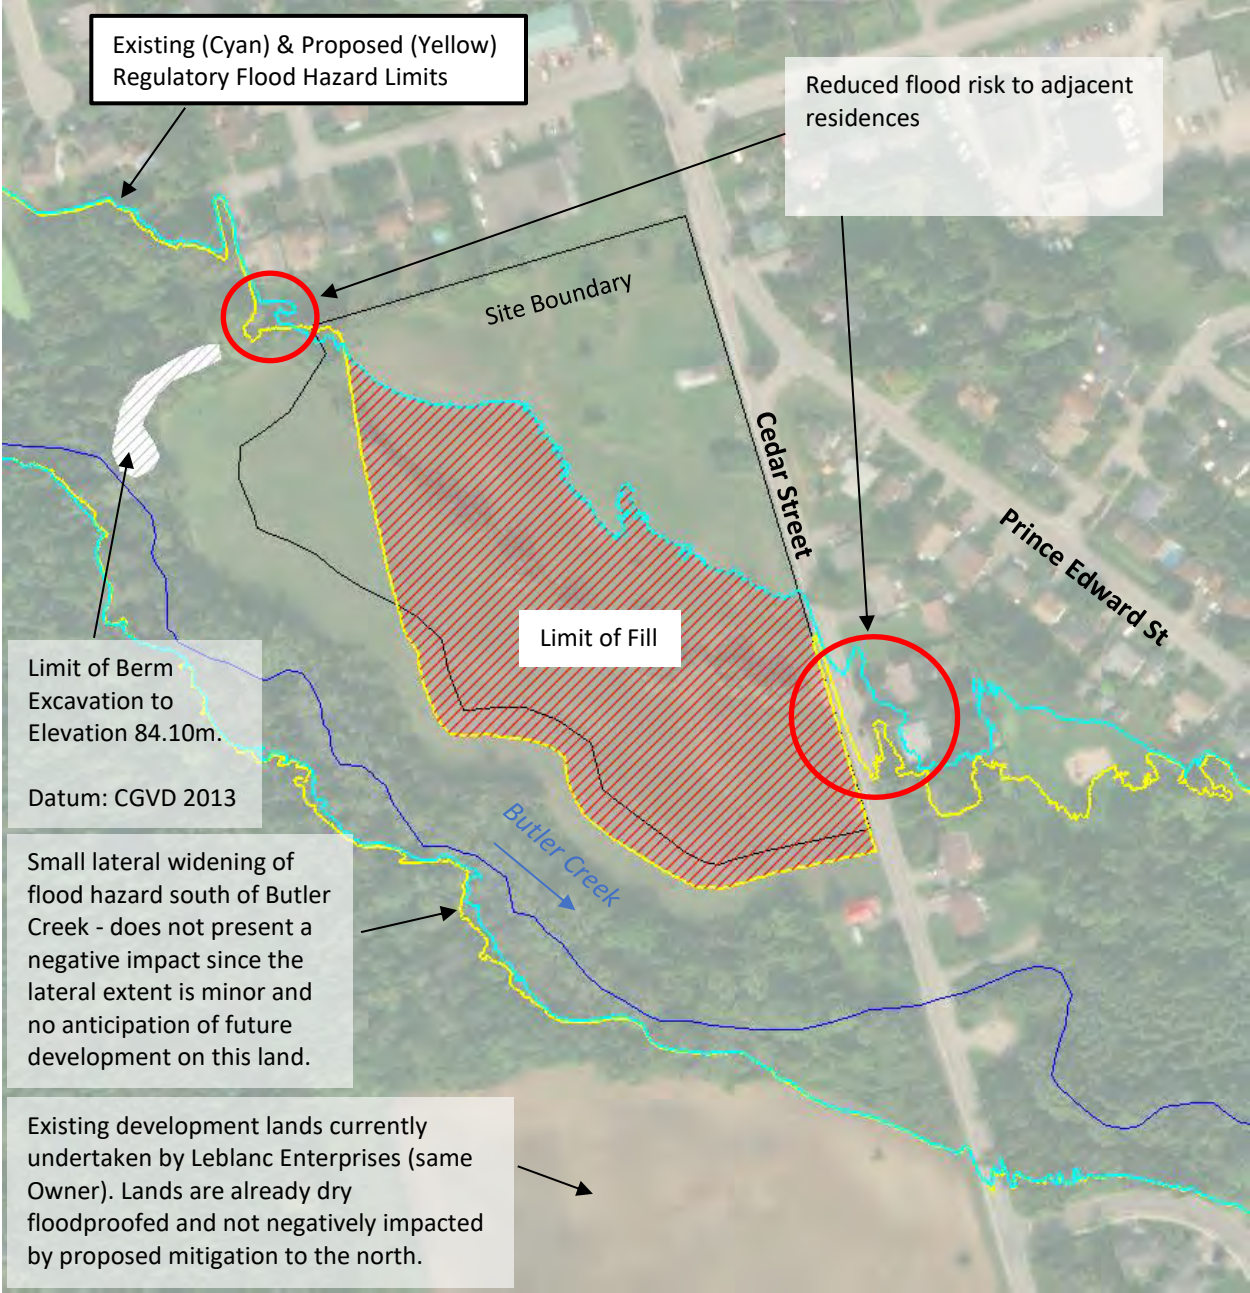 Existing (Cyan) & Proposed (Yellow)
Regulatory Flood Hazard Limits
Reduced flood risk to adjacent
residences
Site Boundary
Cedar Street
Prince Edward St
Limit of Fill
Limit of Berm
Excavation to
Elevation 84.10m.
Datum: CGVD 2013
Butler Creek
Small lateral widening of
flood hazard south of Butler
Creek - does not present a
negative impact since the
lateral extent is minor and
no anticipation of future
development on this land.
Existing development lands currently
undertaken by Leblanc Enterprises (same
Owner). Lands are already dry
floodproofed and not negatively impacted
by proposed mitigation to the north.